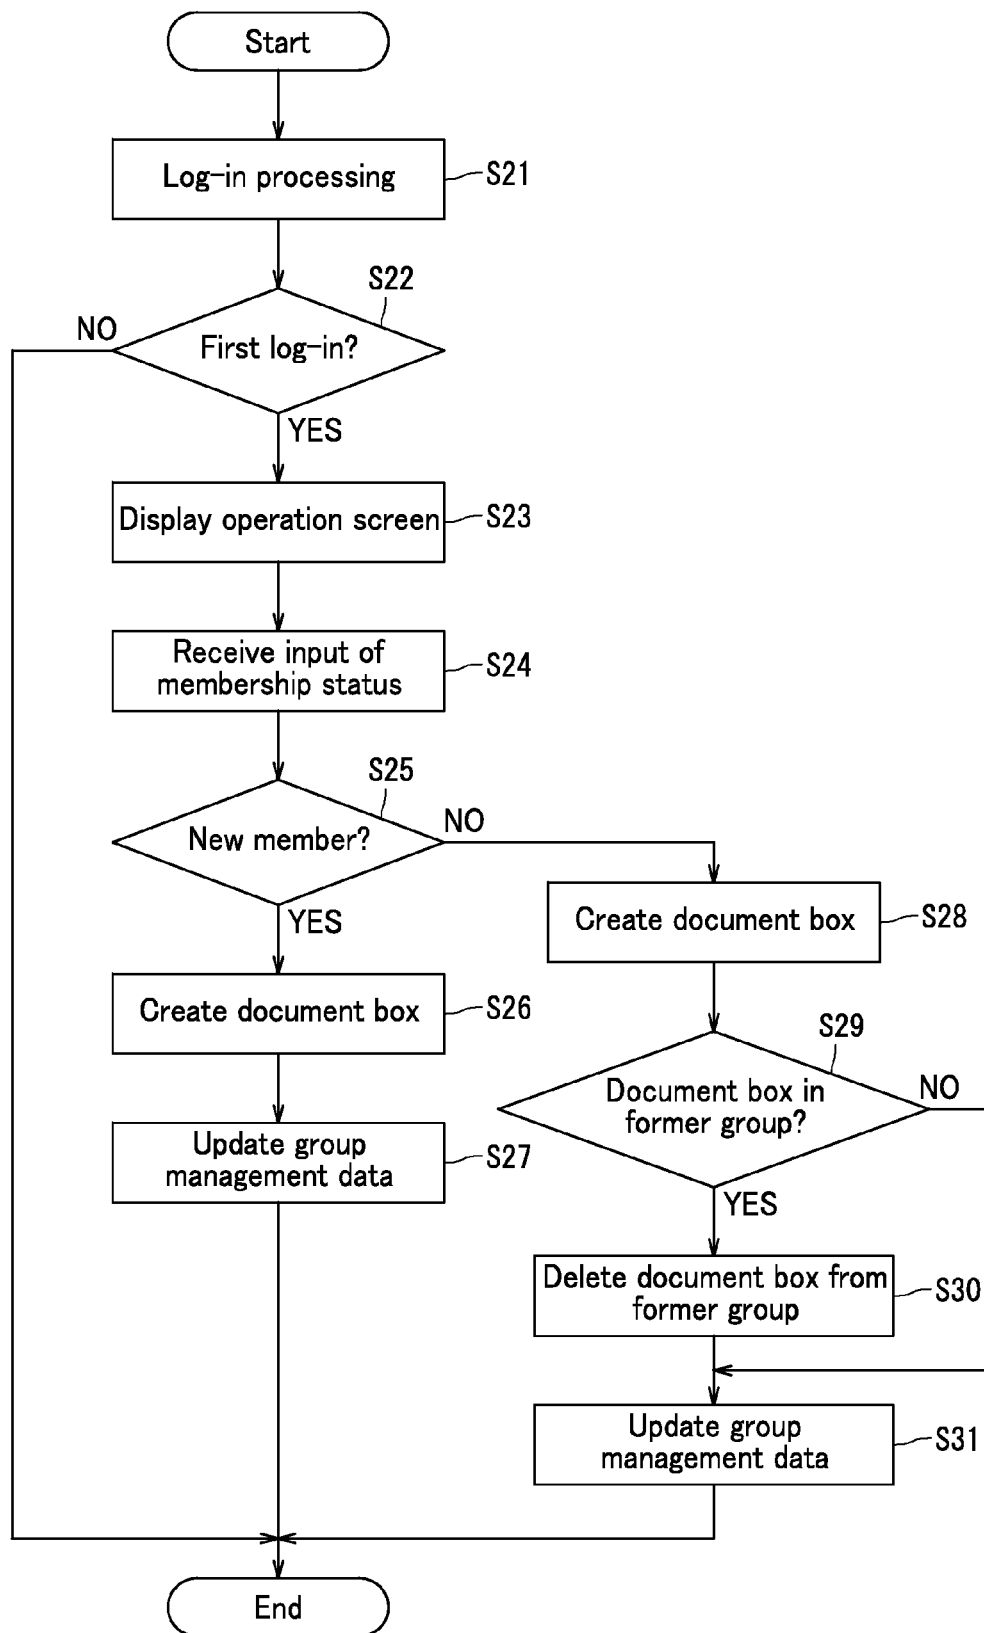 Start
Log-in processing
S21
S22
NO
First log-in?
YES
Display operation screen
S23
Receive input of
membership status
S24
S25
New member?
NO
YES
Create document box
S28
Create document box
S26
S29
Document box in
former group?
NO
Update group
management data
S27
YES
Delete document box from
former group
S30
Update group
management data
S31
End